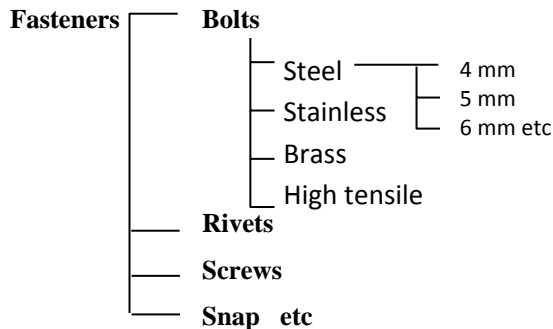 Fasteners Bolts
Steel 4 mm
5 mm
Stainless
6 mm etc
Brass
High tensile
Rivets
Screws
Snap etc